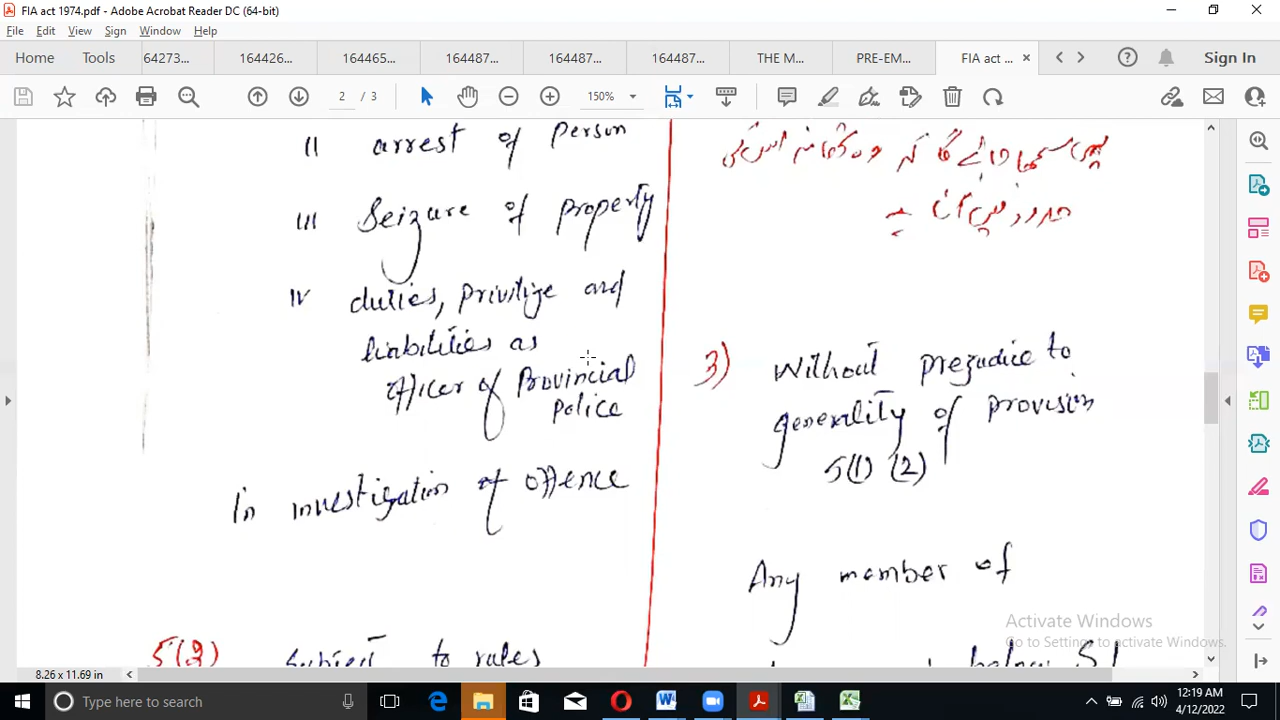 FIA act 1974.pdf - Adobe Acrobat Reader DC (64-bit)
File Edit View Sign Window Help
Home Tools 64273... 164426... 164465... 164487... 164487... 164487... THE M... PRE-EM... FIA act ... × Sign In
2 / 3 150%
II arrest of person
III Seizure of property
IV duties, privilige and
liabilities as
officer of Provincial
police
In investigation of offence
5(3) Subject to rules
3) Without prejudice to
generality of provision
5(1) (2)
Any member of
below SI
Activate Windows
Go to Settings to activate Windows.
8.26 x 11.69 in
Type here to search
12:19 AM
4/12/2022